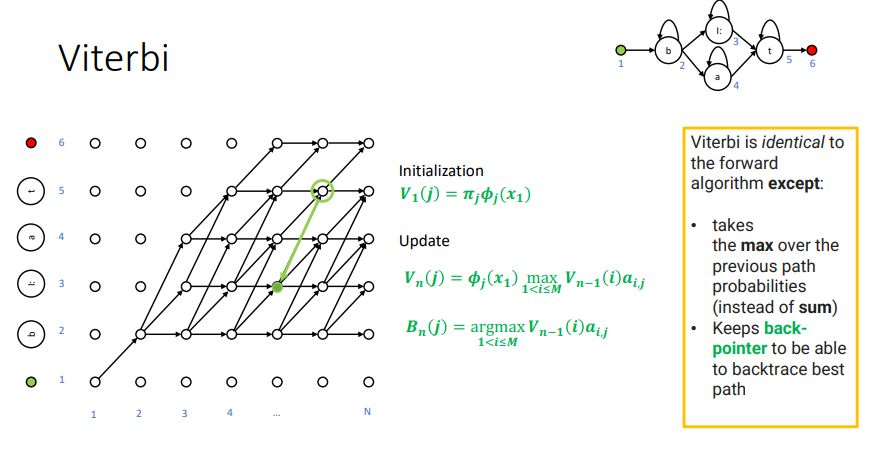 Viterbi
b
I:
a
t
1
2
3
4
5
6
6
t 5
a 4
I: 3
b 2
1
1 2 3 4 ... N
Initialization
V₁(j) = πⱼϕⱼ(x₁)
Update
Vₙ(j) = ϕⱼ(x₁) max Vₙ₋₁(i)aᵢ,ⱼ
1<i≤M
Bₙ(j) = argmax Vₙ₋₁(i)aᵢ,ⱼ
1<i≤M
Viterbi is identical to
the forward
algorithm except:
• takes
the max over the
previous path
probabilities
(instead of sum)
• Keeps back-
pointer to be able
to backtrace best
path